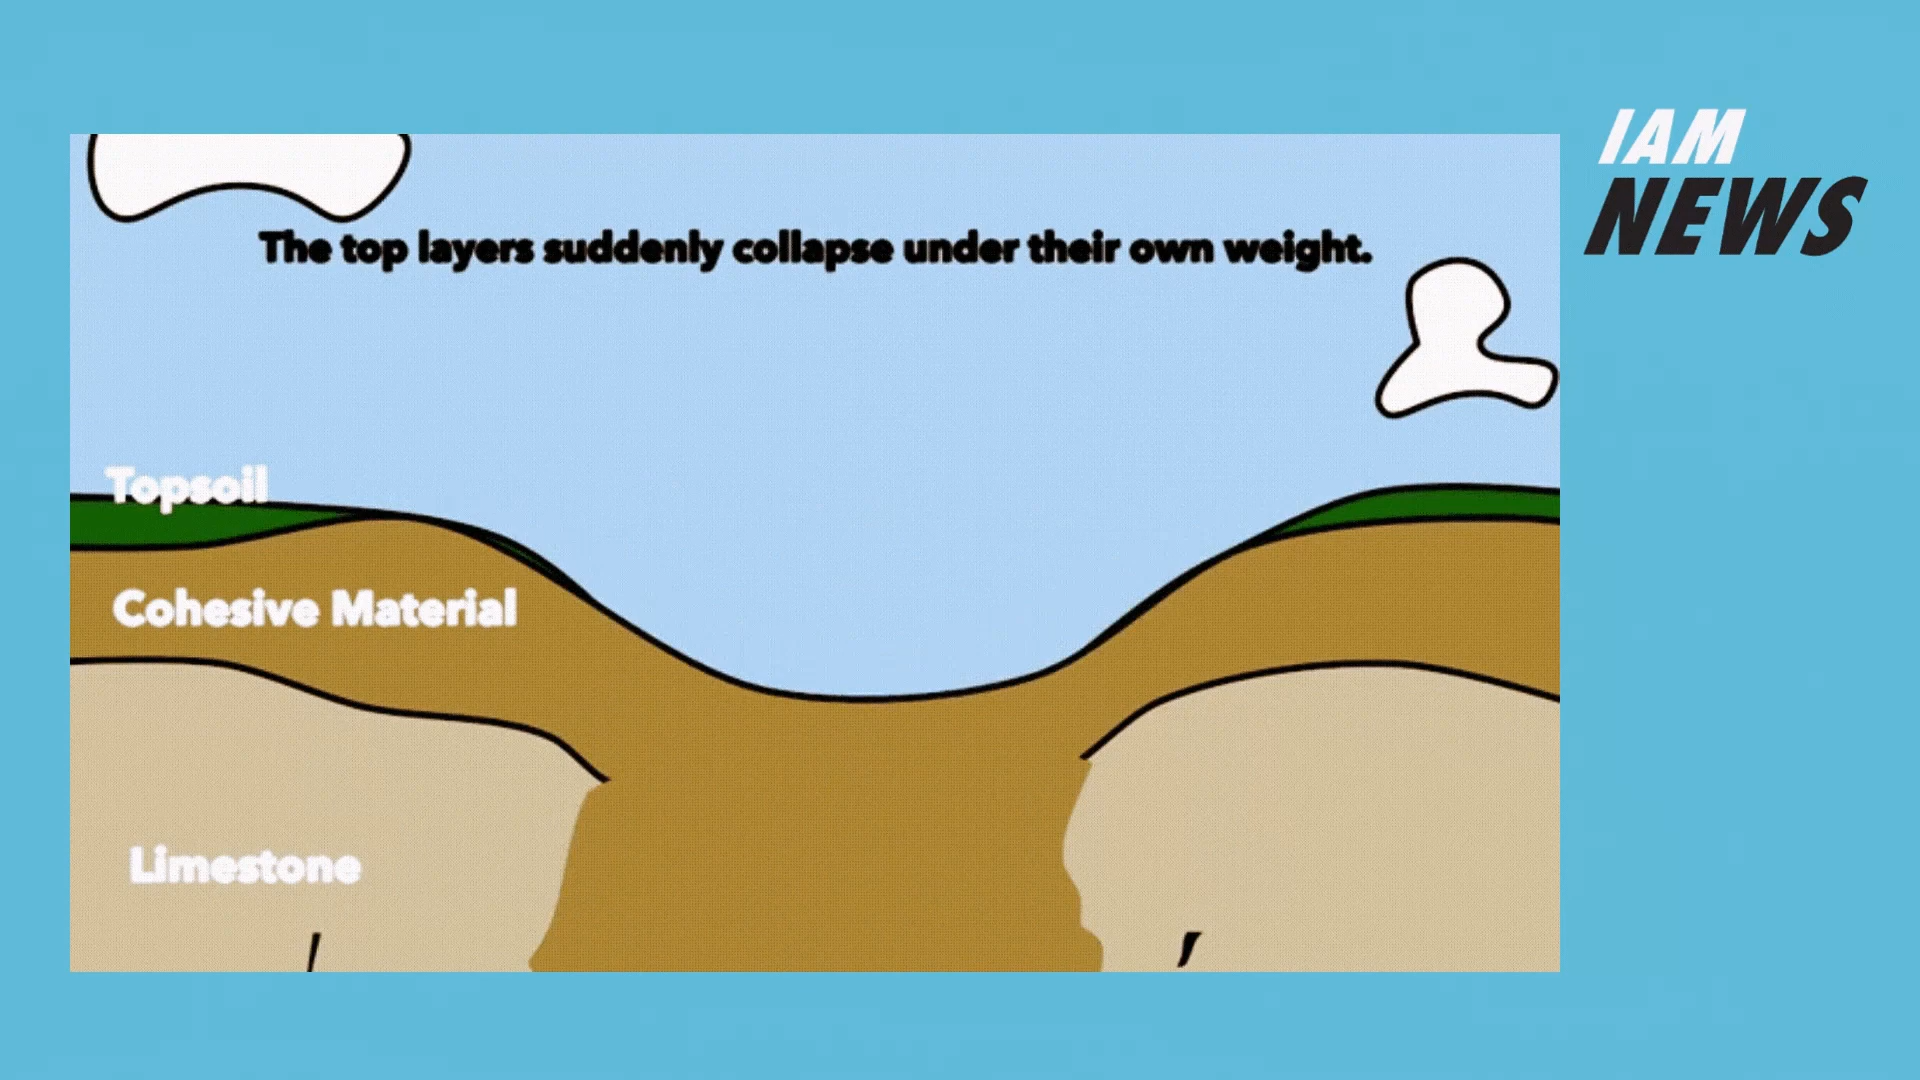 IAM
NEWS
The top layers suddenly collapse under their own weight.
Topsoil
Cohesive Material
Limestone